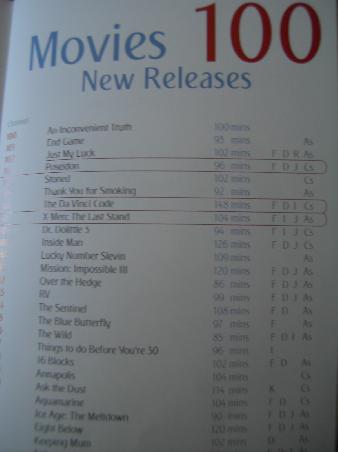 Movies 100
New Releases
Channel
An Inconvenient Truth 100 mins
End Game 93 mins As
Just My Luck 102 mins F D R As
Poseidon 96 mins F D J Cs
Stoned 102 mins Cs
Thank You for Smoking 92 mins As
The Da Vinci Code 148 mins F D I Cs
X-Men: The Last Stand 104 mins F I J As
Dr. Dolittle 3 94 mins F I J Cs
Inside Man 126 mins F D J Cs
Lucky Number Slevin 109 mins As
Mission: Impossible III 120 mins F D J As
Over the Hedge 86 mins F D J As
RV 99 mins F D J As
The Sentinel 108 mins F D As
The Blue Butterfly 97 mins F As
The Wild 85 mins F D I As
Things to do Before You're 30 96 mins I
16 Blocks 102 mins F D As
Annapolis 104 mins Cs
Ask the Dust 114 mins K Cs
Aquamarine 104 mins F D Cs
Ice Age: The Meltdown 90 mins F D J As
Eight Below 120 mins F D J As
Keeping Mum 102 mins D As